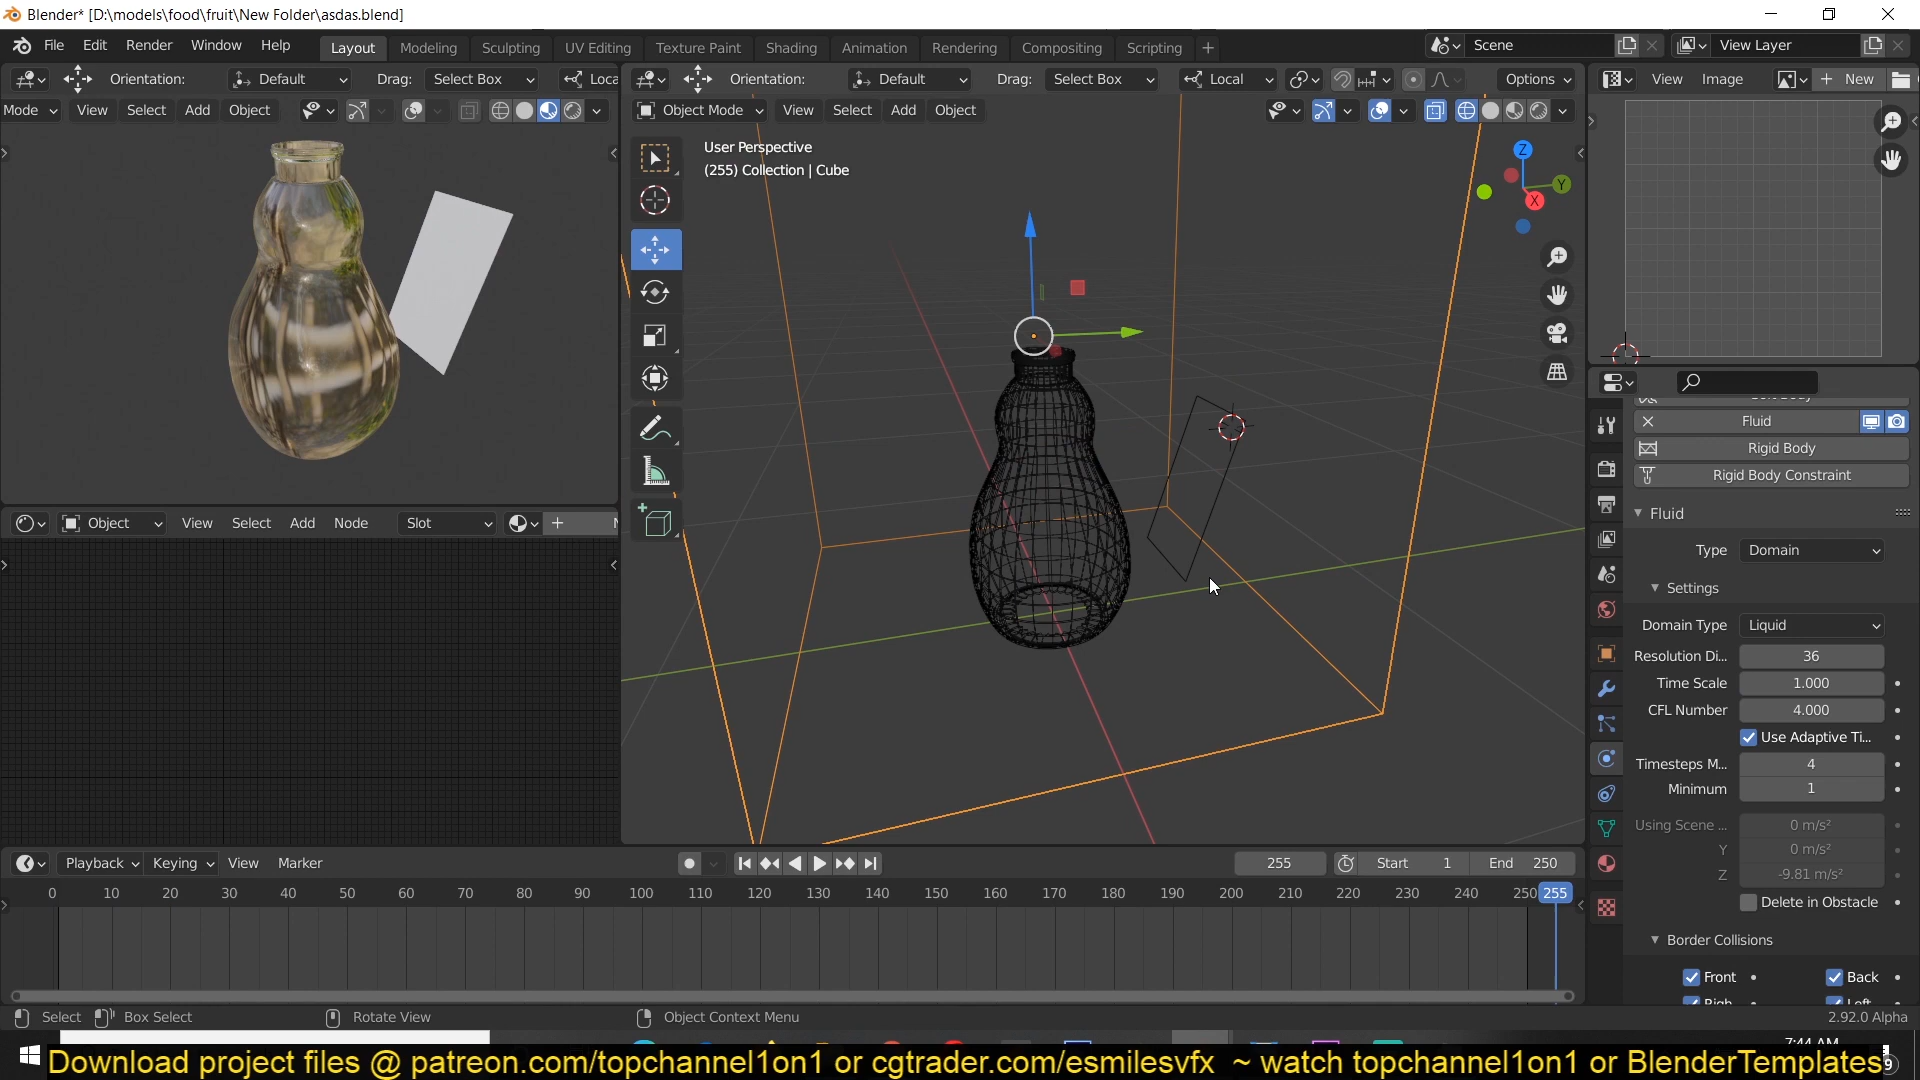 Blender* [D:\models\food\fruit\New Folder\asdas.blend]
File Edit Render Window Help Layout Modeling Sculpting UV Editing Texture Paint Shading Animation Rendering Compositing Scripting + Scene View Layer
Orientation: Default Drag: Select Box Loca
Orientation: Default Drag: Select Box Local Options
View Image + New
Mode View Select Add Object
Object Mode View Select Add Object
User Perspective
(255) Collection | Cube
Z
Y
X
Fluid
Rigid Body
Rigid Body Constraint
Fluid
Type Domain
Settings
Domain Type Liquid
Resolution Di... 36
Time Scale 1.000
CFL Number 4.000
Use Adaptive Ti...
Timesteps M... 4
Minimum 1
Using Scene ... 0 m/s²
Y 0 m/s²
Z -9.81 m/s²
Delete in Obstacle
Border Collisions
Front Back
Object View Select Add Node Slot +
Playback Keying View Marker 255 Start 1 End 250
0 10 20 30 40 50 60 70 80 90 100 110 120 130 140 150 160 170 180 190 200 210 220 230 240 250 255
Select Box Select Rotate View Object Context Menu 2.92.0 Alpha
7:44 AM
Download project files @ patreon.com/topchannel1on1 or cgtrader.com/esmilesvfx ~ watch topchannel1on1 or BlenderTemplates